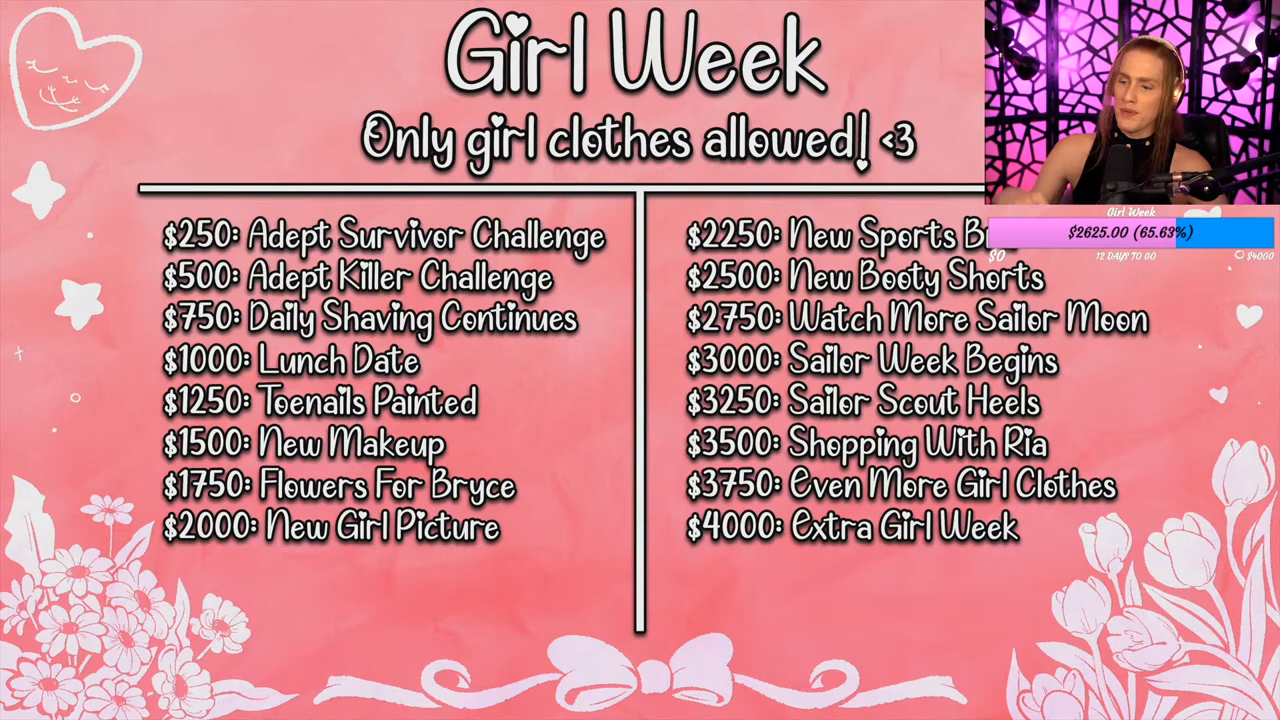 Girl Week
Only girl clothes allowed! <3
$250: Adept Survivor Challenge
$500: Adept Killer Challenge
$750: Daily Shaving Continues
$1000: Lunch Date
$1250: Toenails Painted
$1500: New Makeup
$1750: Flowers For Bryce
$2000: New Girl Picture
$2250: New Sports
$2500: New Booty Shorts
$2750: Watch More Sailor Moon
$3000: Sailor Week Begins
$3250: Sailor Scout Heels
$3500: Shopping With Ria
$3750: Even More Girl Clothes
$4000: Extra Girl Week
Girl Week
$2625.00 (65.63%)
$0 12 DAYS TO GO $4000